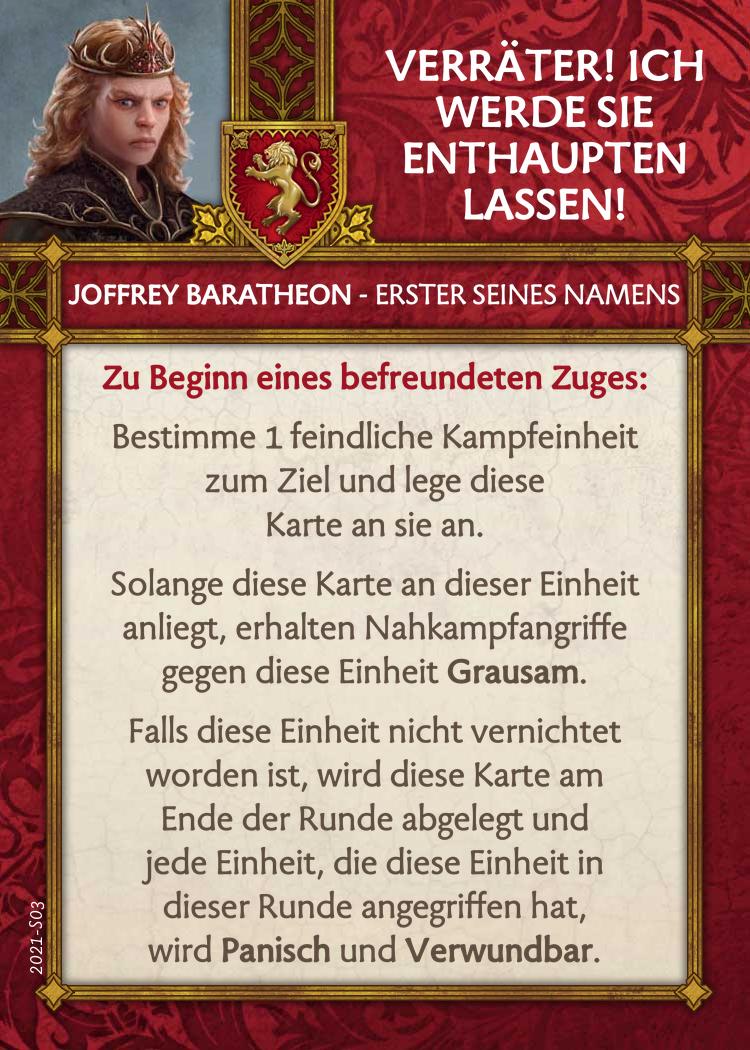 VERRÄTER! ICH
WERDE SIE
ENTHAUPTEN
LASSEN!
JOFFREY BARATHEON - ERSTER SEINES NAMENS
Zu Beginn eines befreundeten Zuges:
Bestimme 1 feindliche Kampfeinheit
zum Ziel und lege diese
Karte an sie an.
Solange diese Karte an dieser Einheit
anliegt, erhalten Nahkampfangriffe
gegen diese Einheit Grausam.
Falls diese Einheit nicht vernichtet
worden ist, wird diese Karte am
Ende der Runde abgelegt und
jede Einheit, die diese Einheit in
dieser Runde angegriffen hat,
wird Panisch und Verwundbar.
2021-S03